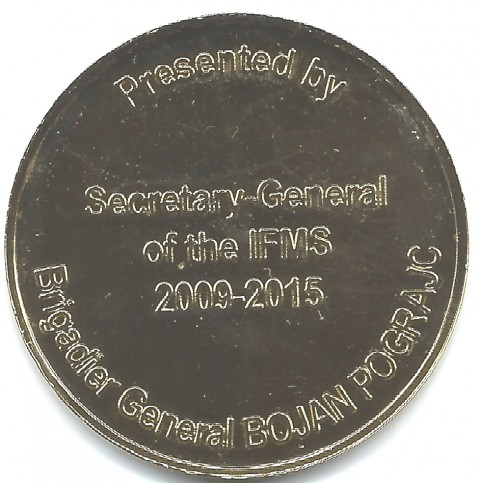 Presented by
Secretary-General
of the IFMS
2009-2015
Brigadier General BOJAN POGRAJC